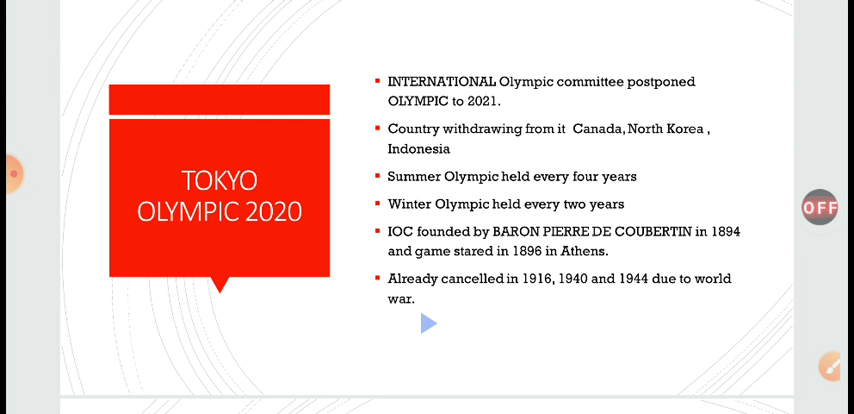 TOKYO
OLYMPIC 2020
INTERNATIONAL Olympic committee postponed
OLYMPIC to 2021.
Country withdrawing from it Canada, North Korea ,
Indonesia
Summer Olympic held every four years
Winter Olympic held every two years
IOC founded by BARON PIERRE DE COUBERTIN in 1894
and game stared in 1896 in Athens.
Already cancelled in 1916, 1940 and 1944 due to world
war.
OFF